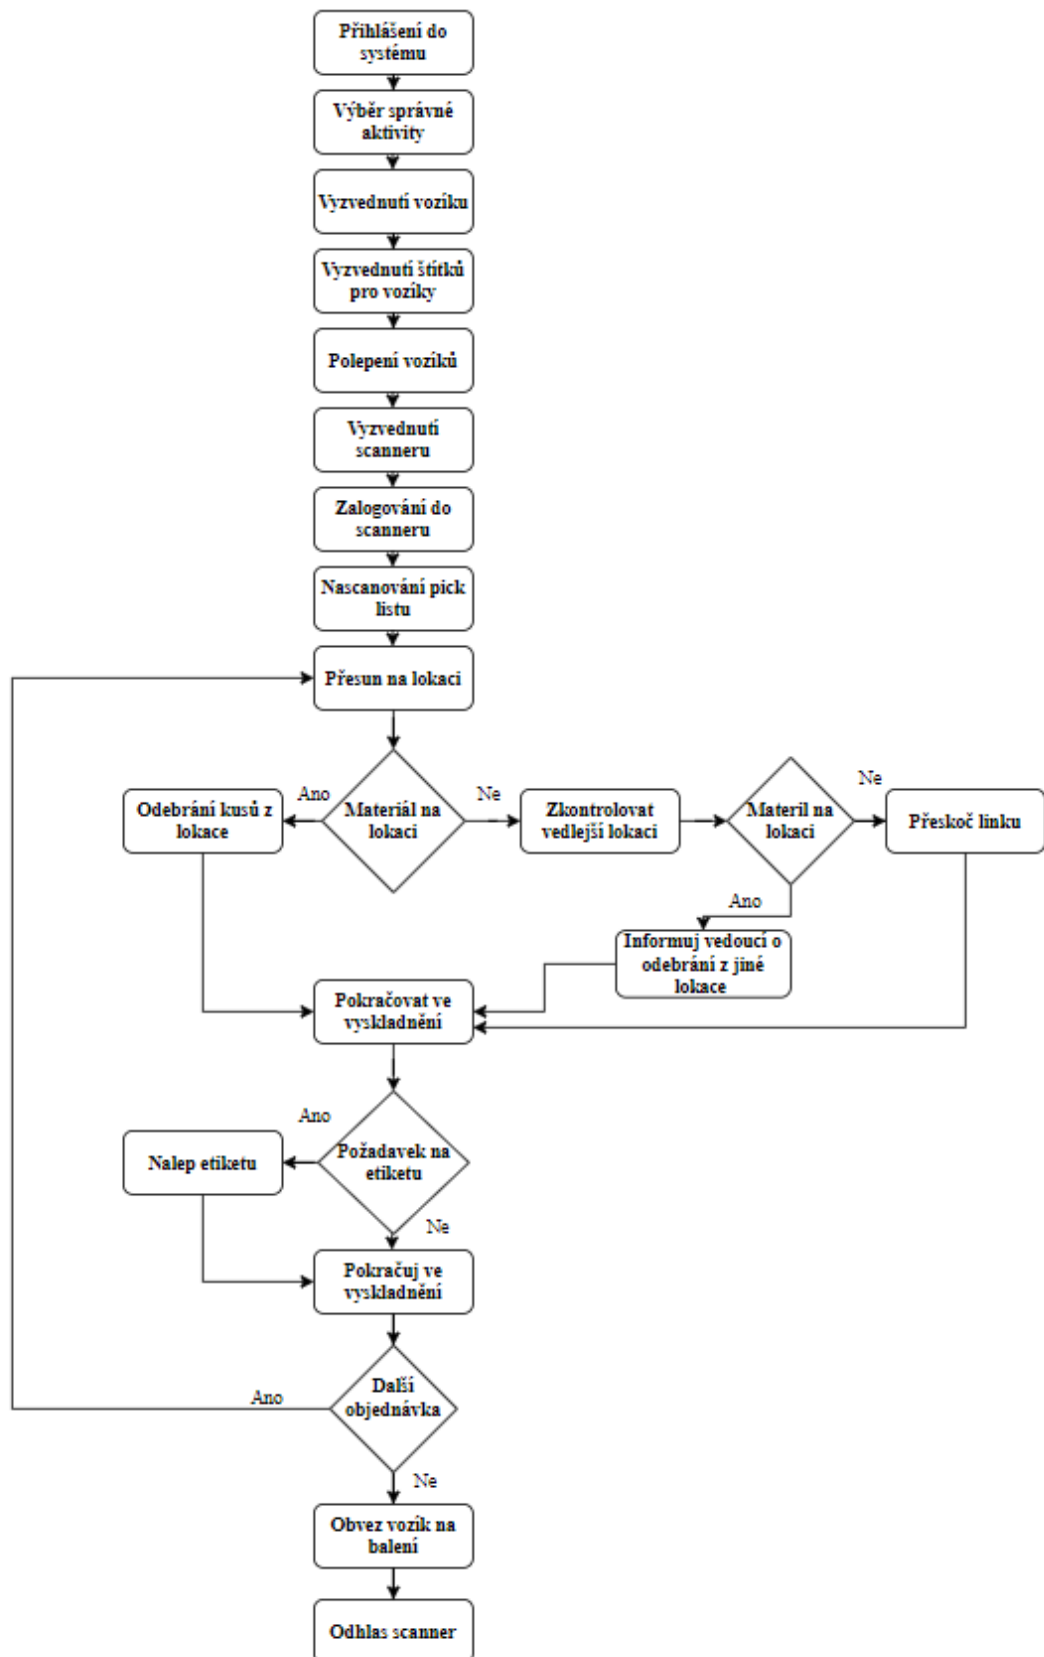 Přihlášení do
systému
Výběr správné
aktivity
Vyzvednutí vozíku
Vyzvednutí štítků
pro vozíky
Polepení vozíků
Vyzvednutí
scanneru
Zalogování do
scanneru
Nascanování pick
listu
Přesun na lokaci
Odebrání kusů z
lokace
Ano
Materiál na
lokaci
Ne
Zkontrolovat
vedlejší lokaci
Materil na
lokaci
Ne
Přeskoč linku
Ano
Informuj vedoucí o
odebrání z jiné
lokace
Pokračovat ve
vyskladnění
Ano
Nalep etiketu
Požadavek na
etiketu
Ne
Pokračuj ve
vyskladnění
Ano
Další
objednávka
Ne
Obvez vozík na
balení
Odhlas scanner